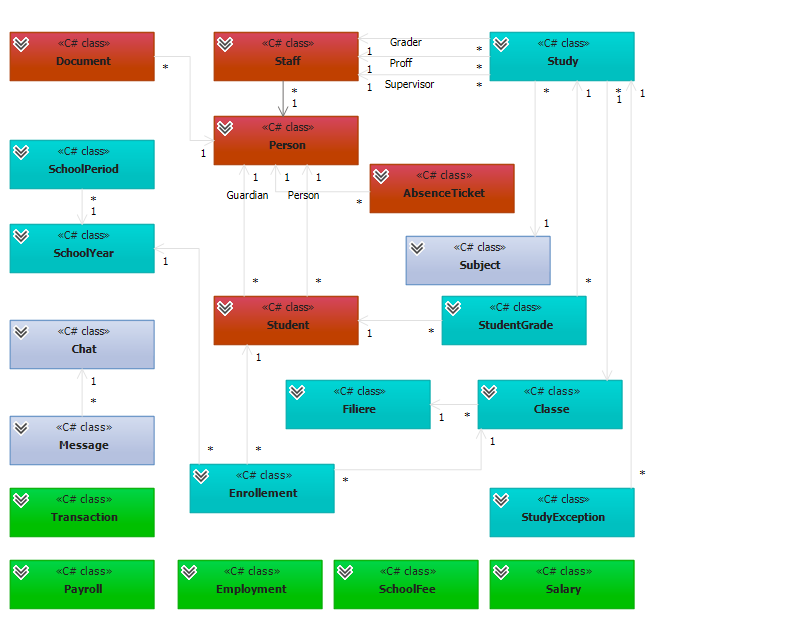 «C# class»
Document
«C# class»
Staff
Grader
1
*
Proff
1
*
Supervisor
1
*
«C# class»
Study
*
1
*
1
*
1
*
1
1
«C# class»
Person
«C# class»
SchoolPeriod
*
1
«C# class»
SchoolYear
1
1
1
1
Guardian
Person
*
«C# class»
AbsenceTicket
1
«C# class»
Subject
*
*
*
«C# class»
Student
1
*
«C# class»
StudentGrade
1
«C# class»
Chat
1
*
«C# class»
Message
«C# class»
Filiere
1
*
«C# class»
Classe
1
*
*
«C# class»
Enrollement
*
*
«C# class»
Transaction
«C# class»
StudyException
«C# class»
Payroll
«C# class»
Employment
«C# class»
SchoolFee
«C# class»
Salary